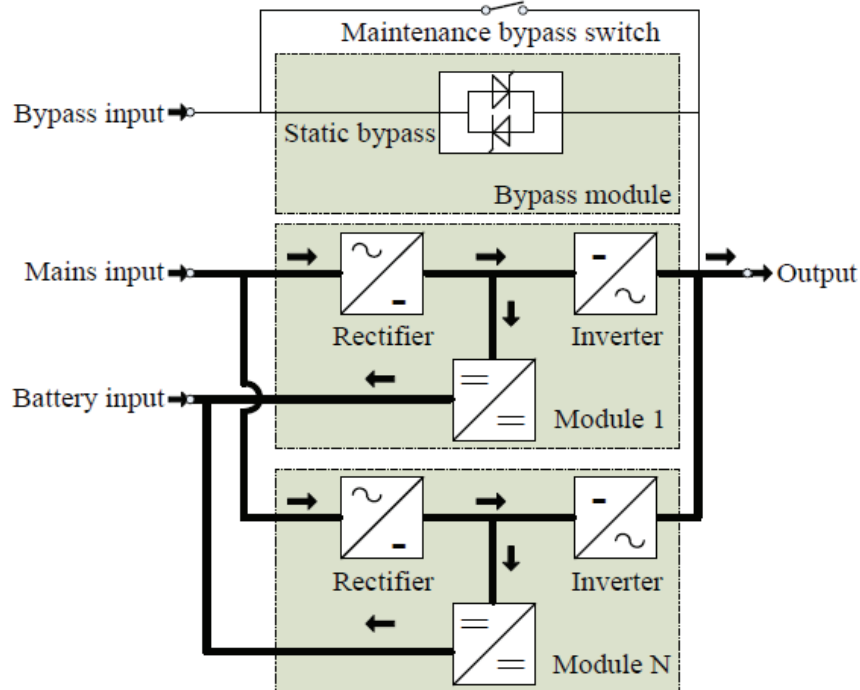 Maintenance bypass switch
Bypass input
Static bypass
Bypass module
Mains input
Output
Rectifier
Inverter
Battery input
Module 1
Rectifier
Inverter
Module N